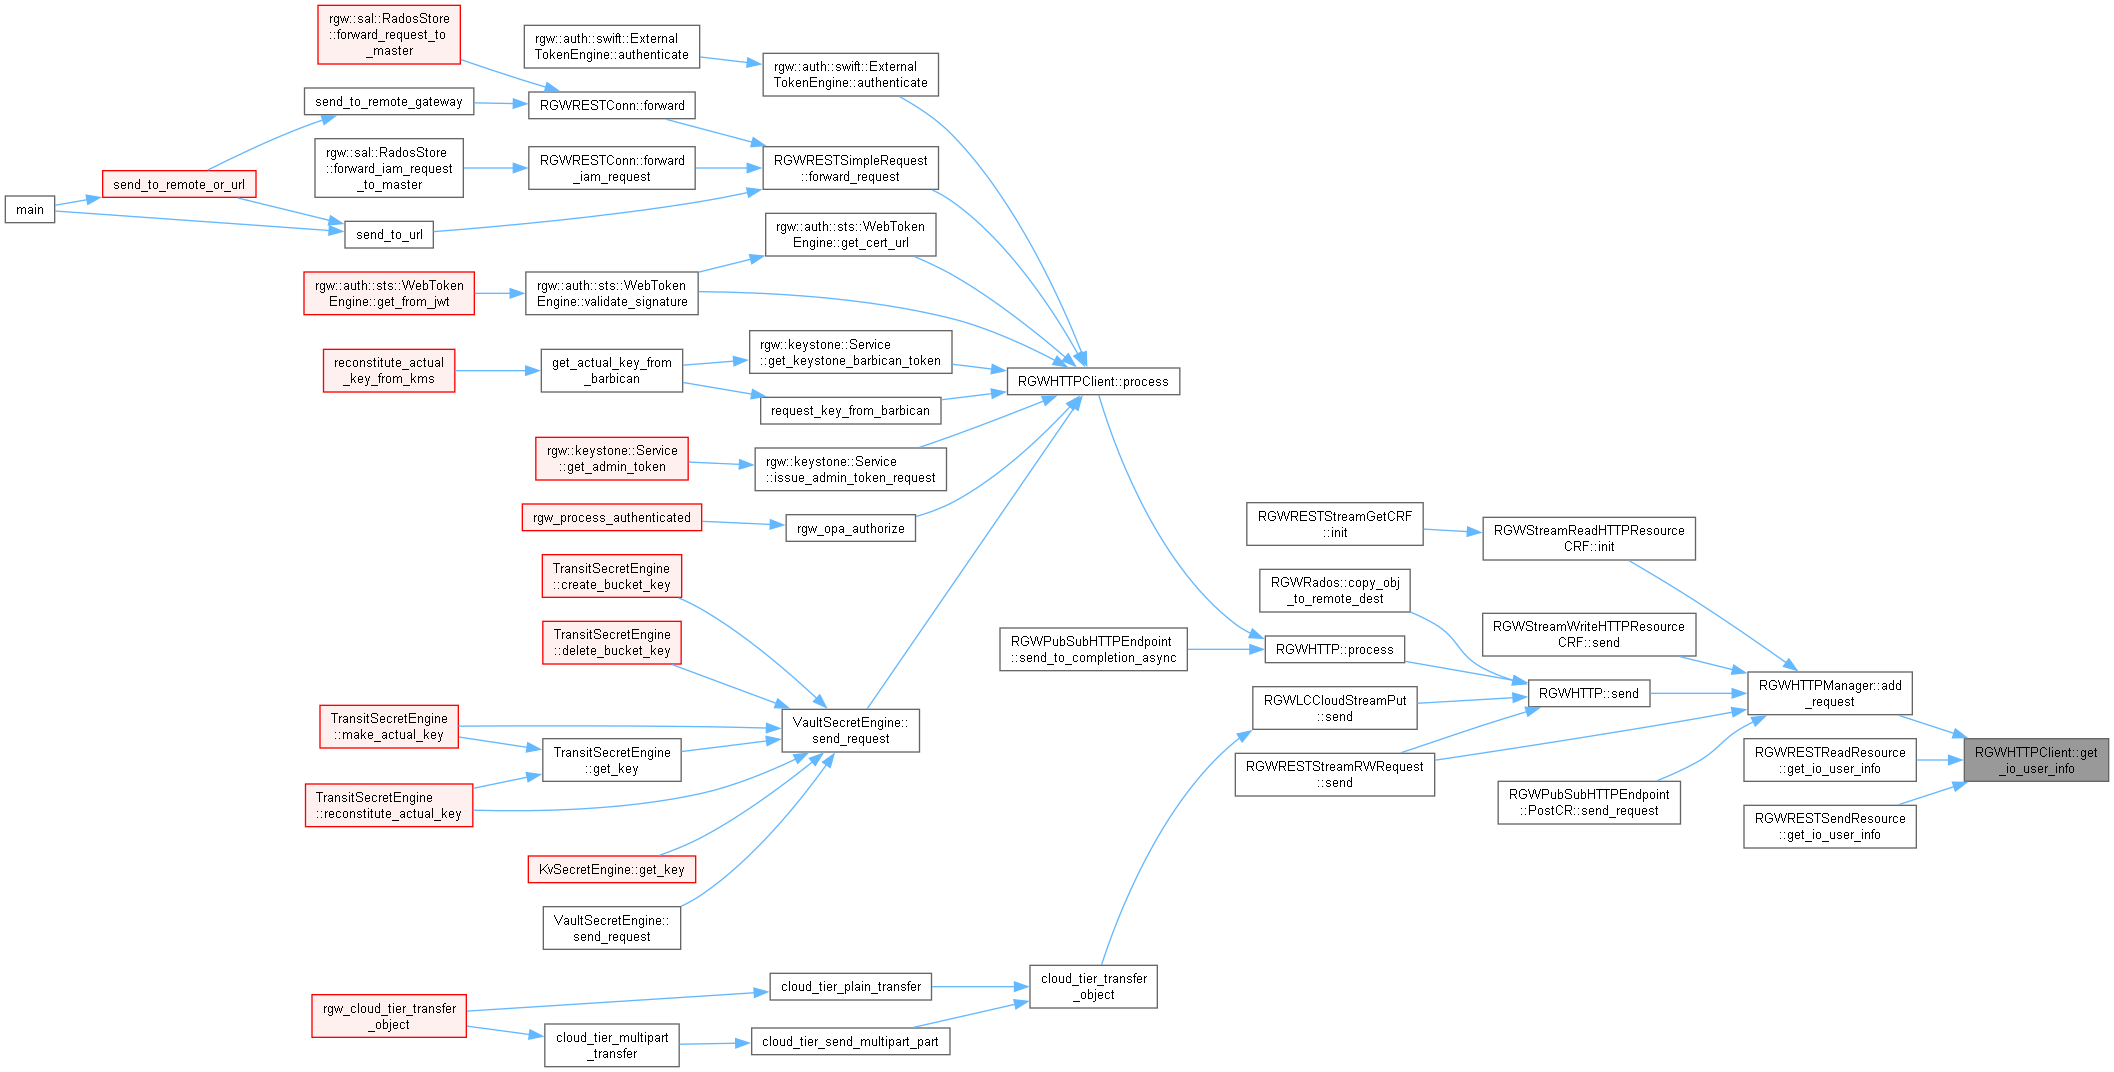 rgw::sal::RadosStore
::forward_request_to
_master
rgw::auth::swift::External
TokenEngine::authenticate
rgw::auth::swift::External
TokenEngine::authenticate
send_to_remote_gateway
RGWRESTConn::forward
rgw::sal::RadosStore
::forward_iam_request
_to_master
RGWRESTConn::forward
_iam_request
RGWRESTSimpleRequest
::forward_request
send_to_remote_or_url
main
send_to_url
rgw::auth::sts::WebToken
Engine::get_cert_url
rgw::auth::sts::WebToken
Engine::get_from_jwt
rgw::auth::sts::WebToken
Engine::validate_signature
reconstitute_actual
_key_from_kms
get_actual_key_from
_barbican
rgw::keystone::Service
::get_keystone_barbican_token
request_key_from_barbican
RGWHTTPClient::process
rgw::keystone::Service
::get_admin_token
rgw::keystone::Service
::issue_admin_token_request
rgw_process_authenticated
rgw_opa_authorize
TransitSecretEngine
::create_bucket_key
TransitSecretEngine
::delete_bucket_key
TransitSecretEngine
::make_actual_key
TransitSecretEngine
::get_key
VaultSecretEngine::
send_request
TransitSecretEngine
::reconstitute_actual_key
KvSecretEngine::get_key
VaultSecretEngine::
send_request
RGWRESTStreamGetCRF
::init
RGWStreamReadHTTPResource
CRF::init
RGWRados::copy_obj
_to_remote_dest
RGWStreamWriteHTTPResource
CRF::send
RGWPubSubHTTPEndpoint
::send_to_completion_async
RGWHTTP::process
RGWHTTP::send
RGWHTTPManager::add
_request
RGWLCCloudStreamPut
::send
RGWRESTStreamRWRequest
::send
RGWPubSubHTTPEndpoint
::PostCR::send_request
RGWRESTReadResource
::get_io_user_info
RGWHTTPClient::get
_io_user_info
RGWRESTSendResource
::get_io_user_info
cloud_tier_transfer
_object
cloud_tier_plain_transfer
rgw_cloud_tier_transfer
_object
cloud_tier_multipart
_transfer
cloud_tier_send_multipart_part